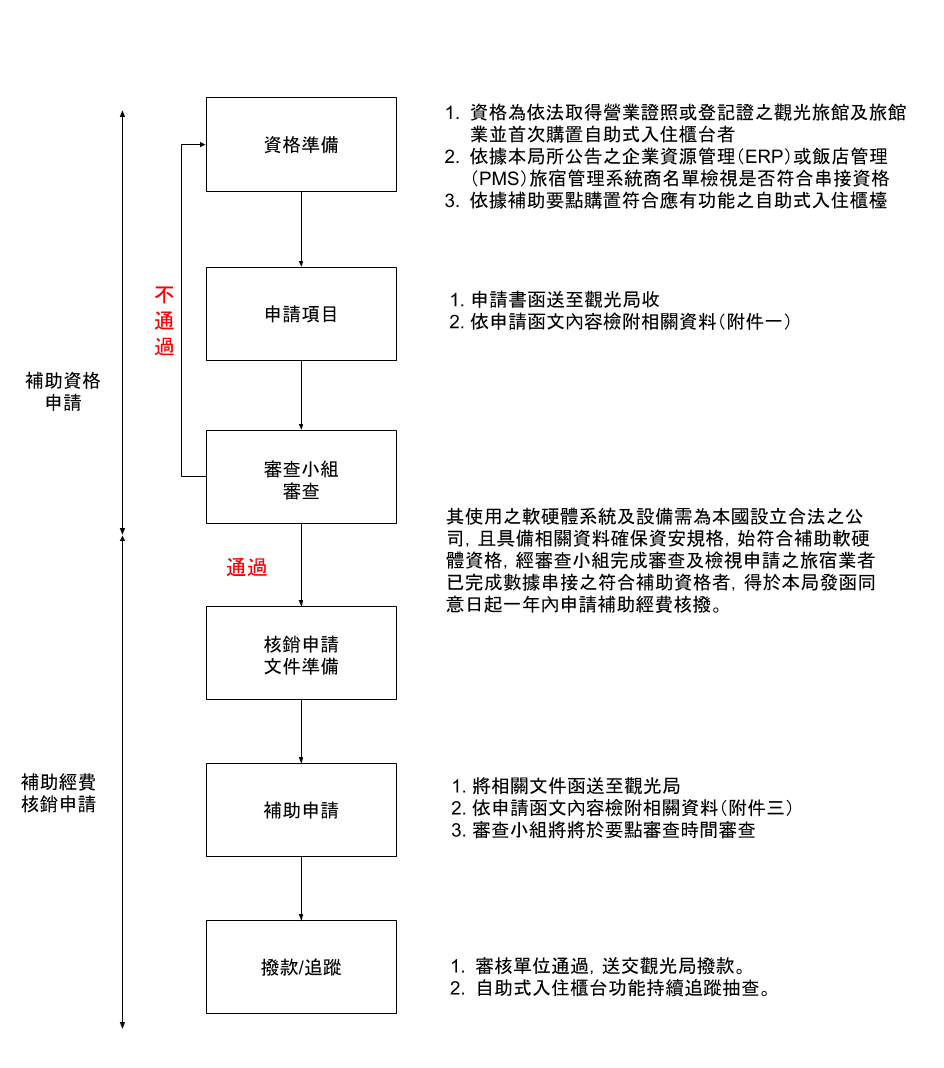 資格準備
1. 資格為依法取得營業證照或登記證之觀光旅館及旅館
業並首次購置自助式入住櫃台者
2. 依據本局所公告之企業資源管理(ERP)或飯店管理
(PMS)旅宿管理系統商名單檢視是否符合串接資格
3. 依據補助要點購置符合應有功能之自助式入住櫃檯
不
通
過
申請項目
1. 申請書函送至觀光局收
2. 依申請函文內容檢附相關資料(附件一)
補助資格
申請
審查小組
審查
通過
其使用之軟硬體系統及設備需為本國設立合法之公
司, 且具備相關資料確保資安規格, 始符合補助軟硬
體資格, 經審查小組完成審查及檢視申請之旅宿業者
已完成數據串接之符合補助資格者, 得於本局發函同
意日起一年內申請補助經費核撥。
核銷申請
文件準備
補助經費
核銷申請
補助申請
1. 將相關文件函送至觀光局
2. 依申請函文內容檢附相關資料(附件三)
3. 審查小組將將於要點審查時間審查
撥款/追蹤
1. 審核單位通過, 送交觀光局撥款。
2. 自助式入住櫃台功能持續追蹤抽查。